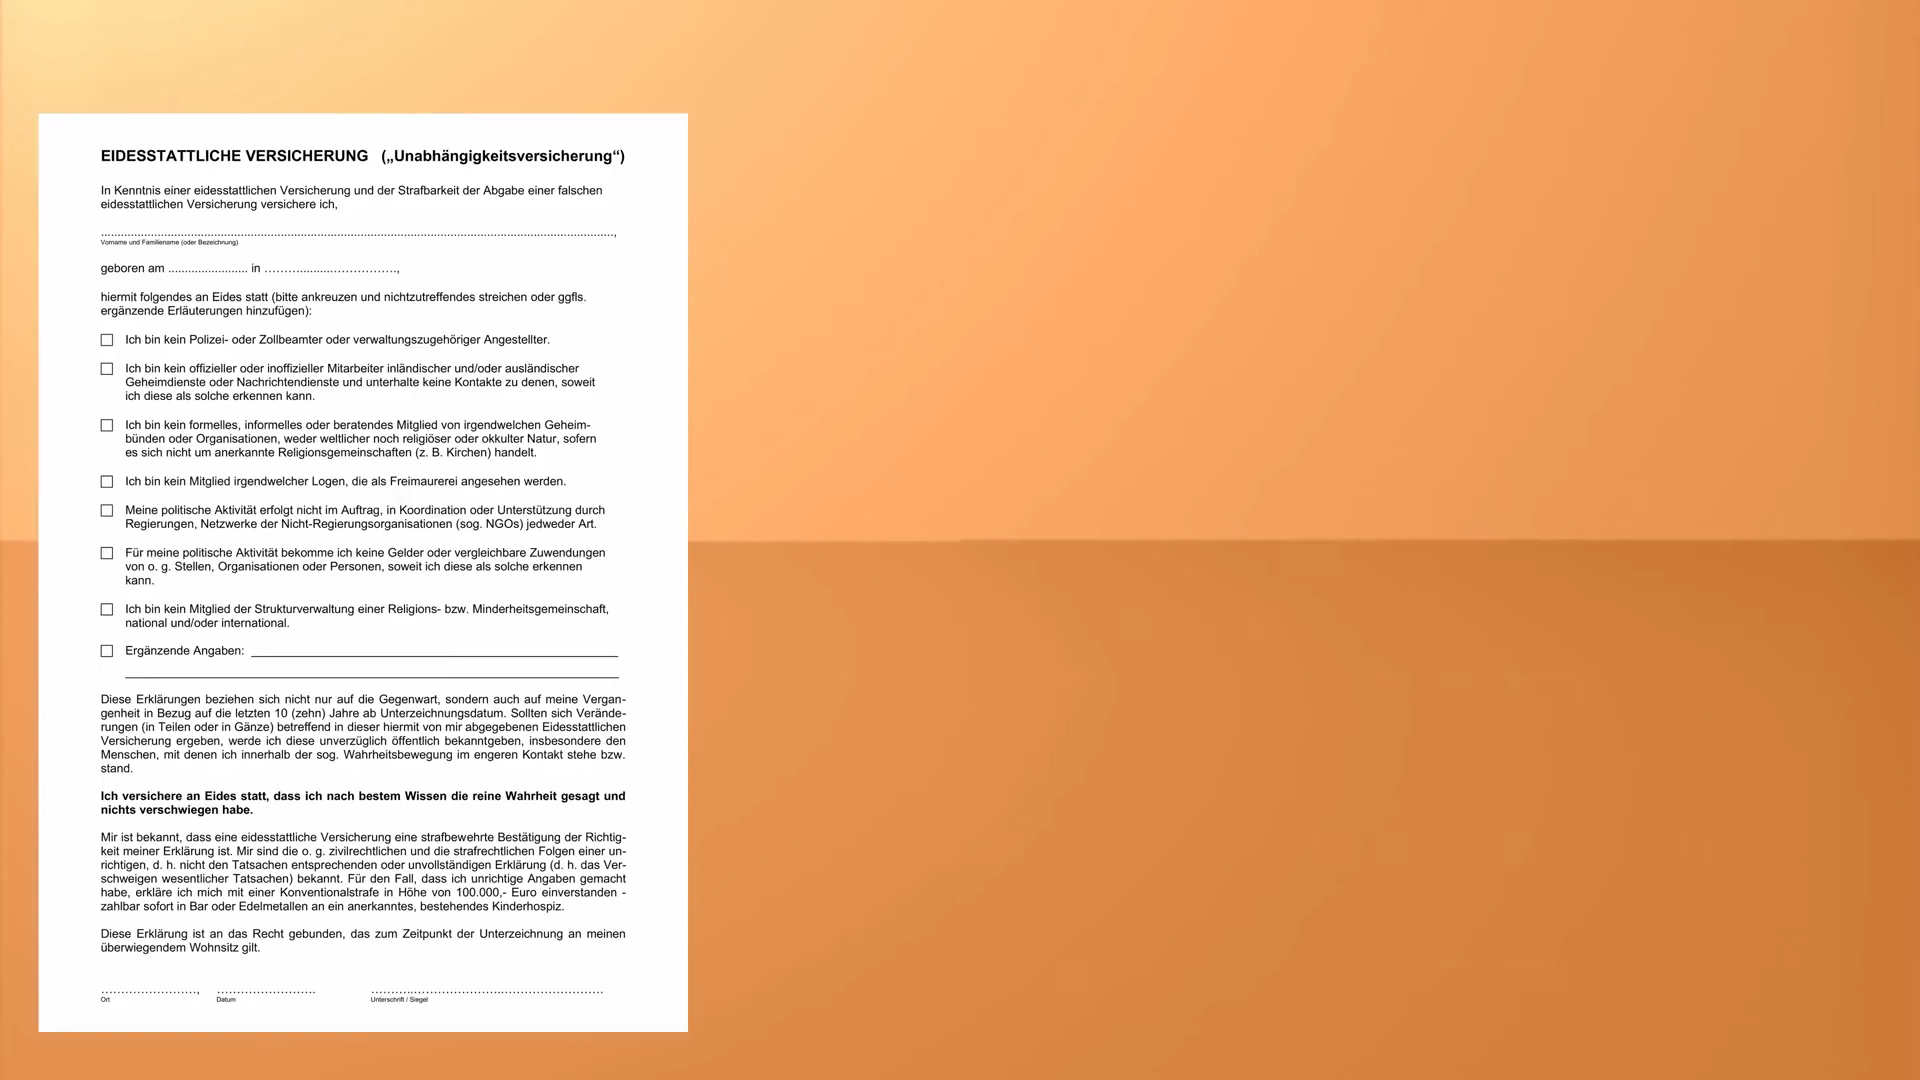 EIDESSTATTLICHE VERSICHERUNG („Unabhängigkeitsversicherung“)
In Kenntnis einer eidesstattlichen Versicherung und der Strafbarkeit der Abgabe einer falschen
eidesstattlichen Versicherung versichere ich,
............................................................................................................................................................,
Vorname und Familiename (oder Bezeichnung)
geboren am ........................ in ………..........……………,
hiermit folgendes an Eides statt (bitte ankreuzen und nichtzutreffendes streichen oder ggfls.
ergänzende Erläuterungen hinzufügen):
Ich bin kein Polizei- oder Zollbeamter oder verwaltungszugehöriger Angestellter.
Ich bin kein offizieller oder inoffizieller Mitarbeiter inländischer und/oder ausländischer
Geheimdienste oder Nachrichtendienste und unterhalte keine Kontakte zu denen, soweit
ich diese als solche erkennen kann.
Ich bin kein formelles, informelles oder beratendes Mitglied von irgendwelchen Geheim-
bünden oder Organisationen, weder weltlicher noch religiöser oder okkulter Natur, sofern
es sich nicht um anerkannte Religionsgemeinschaften (z. B. Kirchen) handelt.
Ich bin kein Mitglied irgendwelcher Logen, die als Freimaurerei angesehen werden.
Meine politische Aktivität erfolgt nicht im Auftrag, in Koordination oder Unterstützung durch
Regierungen, Netzwerke der Nicht-Regierungsorganisationen (sog. NGOs) jedweder Art.
Für meine politische Aktivität bekomme ich keine Gelder oder vergleichbare Zuwendungen
von o. g. Stellen, Organisationen oder Personen, soweit ich diese als solche erkennen
kann.
Ich bin kein Mitglied der Strukturverwaltung einer Religions- bzw. Minderheitsgemeinschaft,
national und/oder international.
Ergänzende Angaben:
Diese Erklärungen beziehen sich nicht nur auf die Gegenwart, sondern auch auf meine Vergan-
genheit in Bezug auf die letzten 10 (zehn) Jahre ab Unterzeichnungsdatum. Sollten sich Verände-
rungen (in Teilen oder in Gänze) betreffend in dieser hiermit von mir abgegebenen Eidesstattlichen
Versicherung ergeben, werde ich diese unverzüglich öffentlich bekanntgeben, insbesondere den
Menschen, mit denen ich innerhalb der sog. Wahrheitsbewegung im engeren Kontakt stehe bzw.
stand.
Ich versichere an Eides statt, dass ich nach bestem Wissen die reine Wahrheit gesagt und
nichts verschwiegen habe.
Mir ist bekannt, dass eine eidesstattliche Versicherung eine strafbewehrte Bestätigung der Richtig-
keit meiner Erklärung ist. Mir sind die o. g. zivilrechtlichen und die strafrechtlichen Folgen einer un-
richtigen, d. h. nicht den Tatsachen entsprechenden oder unvollständigen Erklärung (d. h. das Ver-
schweigen wesentlicher Tatsachen) bekannt. Für den Fall, dass ich unrichtige Angaben gemacht
habe, erkläre ich mich mit einer Konventionalstrafe in Höhe von 100.000,- Euro einverstanden -
zahlbar sofort in Bar oder Edelmetallen an ein anerkanntes, bestehendes Kinderhospiz.
Diese Erklärung ist an das Recht gebunden, das zum Zeitpunkt der Unterzeichnung an meinen
überwiegendem Wohnsitz gilt.
……………………, ……………………. ………..…………………..……………………
Ort Datum Unterschrift / Siegel